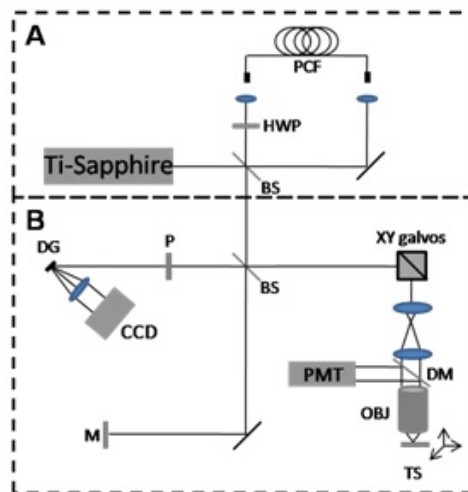 A
PCF
HWP
Ti-Sapphire
BS
B
DG
P
XY galvos
BS
CCD
PMT
DM
OBJ
M
TS